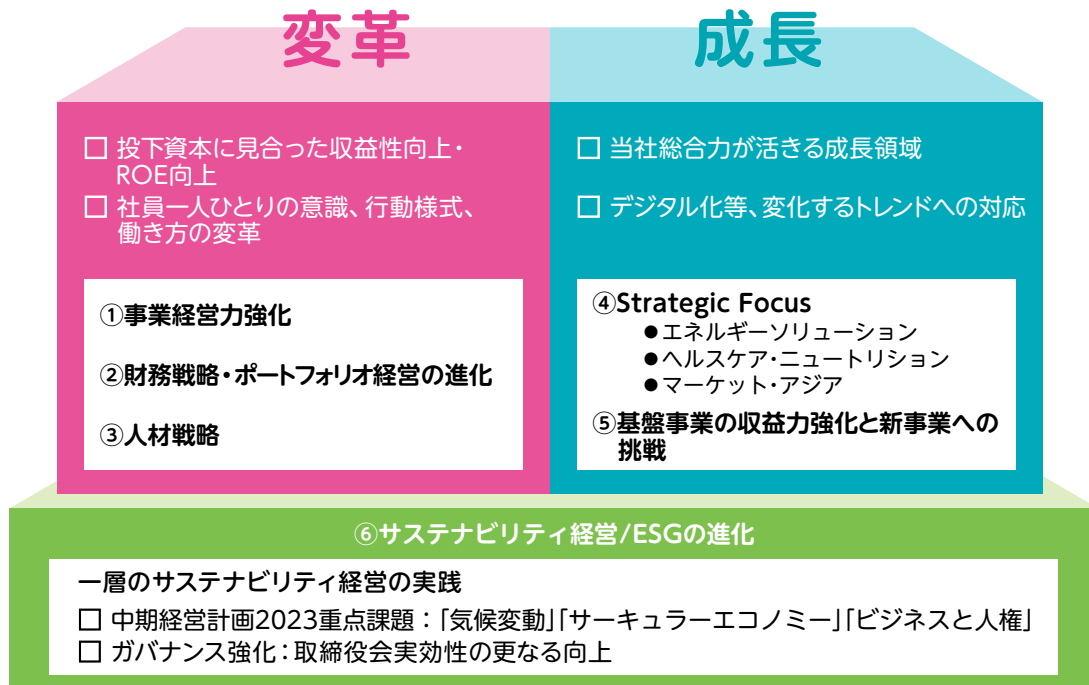 変革
□ 投下資本に見合った収益性向上・
ROE向上
□ 社員一人ひとりの意識、行動様式、
働き方の変革
①事業経営力強化
②財務戦略・ポートフォリオ経営の進化
③人材戦略
成長
□ 当社総合力が活きる成長領域
□ デジタル化等、変化するトレンドへの対応
④Strategic Focus
●エネルギーソリューション
●ヘルスケア・ニュートリション
●マーケット・アジア
⑤基盤事業の収益力強化と新事業への
挑戦
⑥サステナビリティ経営/ESGの進化
一層のサステナビリティ経営の実践
□ 中期経営計画2023重点課題：「気候変動」「サーキュラーエコノミー」「ビジネスと人権」
□ ガバナンス強化：取締役会実効性の更なる向上